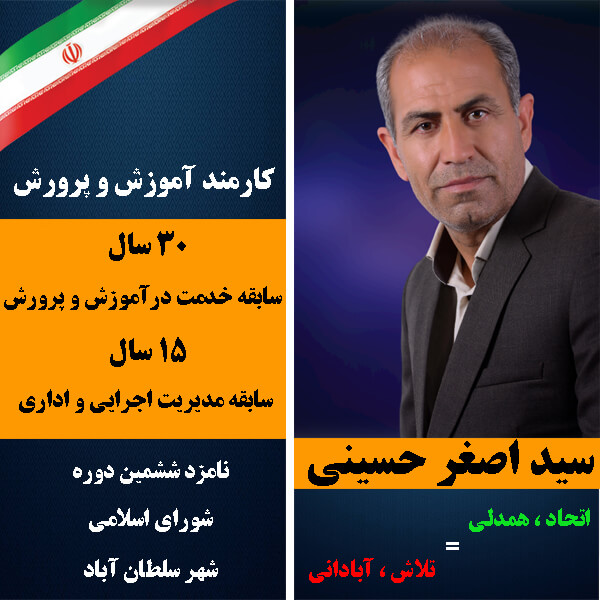 کارمند آموزش و پرورش
۳۰ سال
سابقه خدمت در آموزش و پرورش
۱۵ سال
سابقه مدیریت اجرایی و اداری
نامزد ششمین دوره
شورای اسلامی
شهر سلطان آباد
سید اصغر حسینی
اتحاد ، همدلی
=
تلاش ، آبادانی